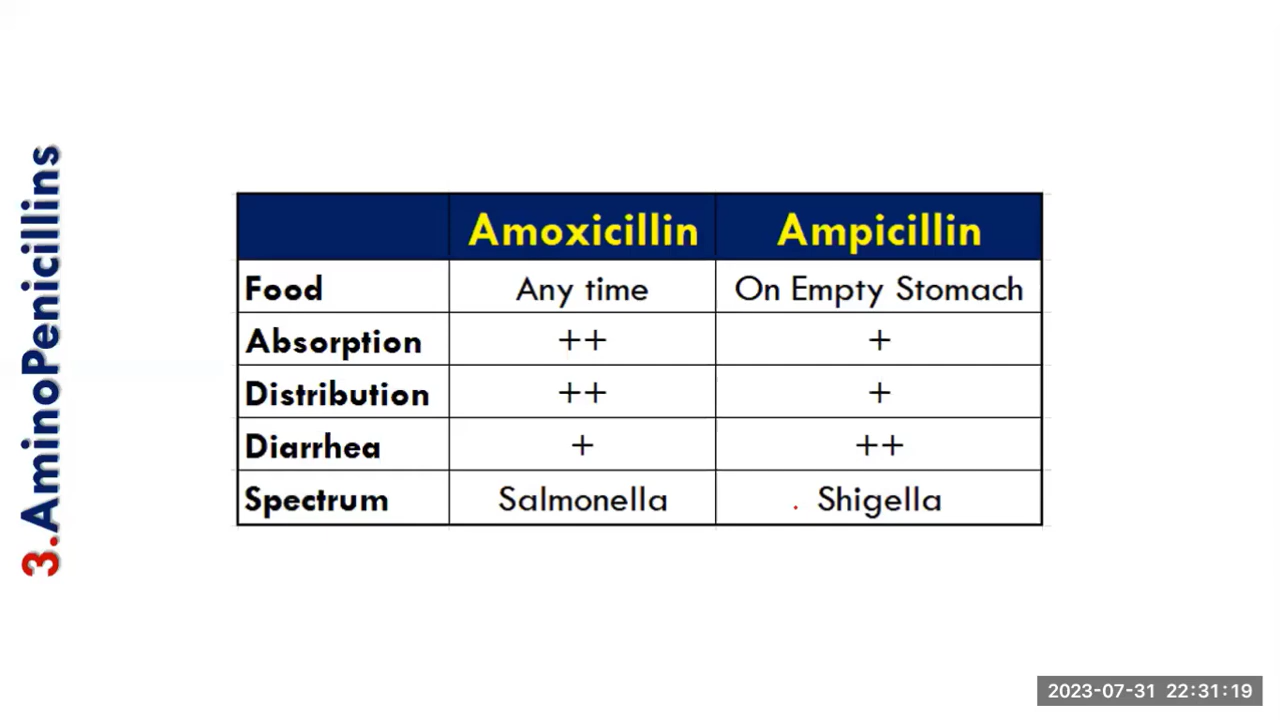 3.AminoPenicillins
Amoxicillin Ampicillin
Food Any time On Empty Stomach
Absorption ++ +
Distribution ++ +
Diarrhea + ++
Spectrum Salmonella Shigella
2023-07-31 22:31:19